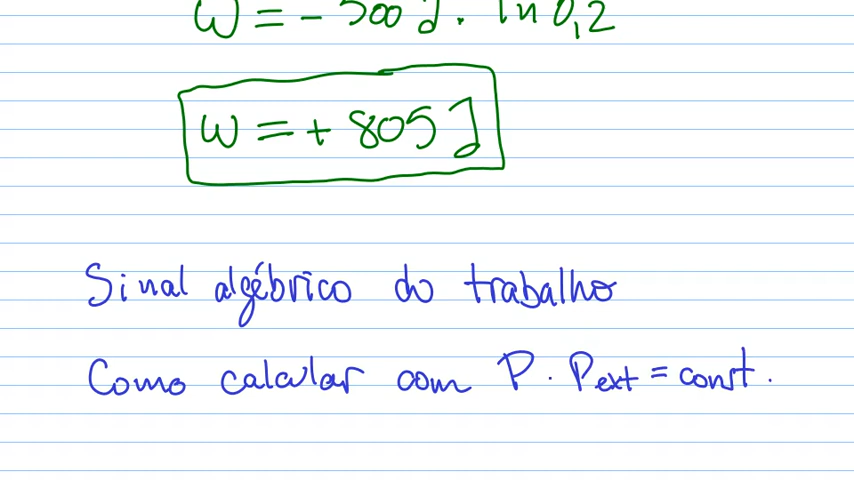 W = - 500 J. ln 0,2
W = + 805 J
Sinal algébrico do trabalho
Como calcular com P. Pext = const.